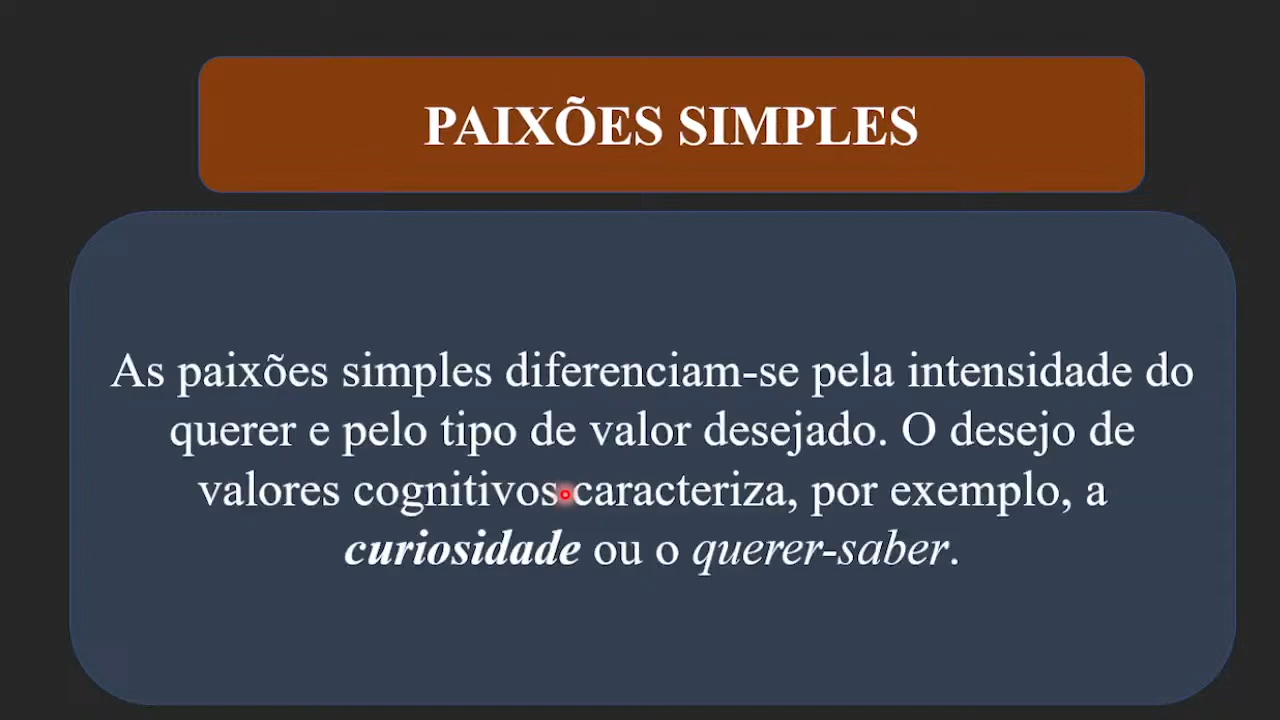 PAIXÕES SIMPLES
As paixões simples diferenciam-se pela intensidade do
querer e pelo tipo de valor desejado. O desejo de
valores cognitivos caracteriza, por exemplo, a
curiosidade ou o querer-saber.